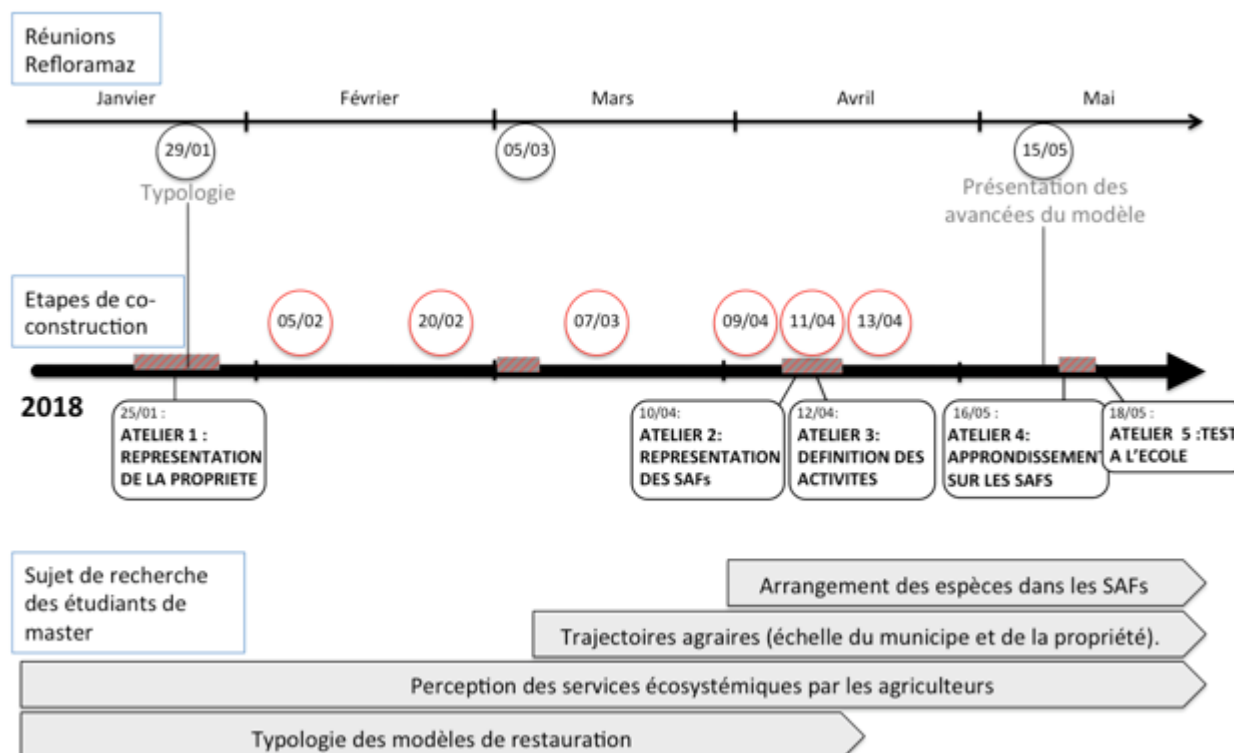 Réunions
Refloramaz
Janvier
Février
Mars
Avril
Mai
29/01
05/03
15/05
Typologie
Présentation des
avancées du modèle
Etapes de co-
construction
05/02
20/02
07/03
09/04
11/04
13/04
2018
25/01 :
ATELIER 1 :
REPRESENTATION
DE LA PROPRIETE
10/04:
ATELIER 2:
REPRESENTATION
DES SAFs
12/04:
ATELIER 3:
DEFINITION DES
ACTIVITES
16/05 :
ATELIER 4:
APPRONDISSEMENT
SUR LES SAFS
18/05 :
ATELIER 5 :TEST
A L’ECOLE
Sujet de recherche
des étudiants de
master
Arrangement des espèces dans les SAFs
Trajectoires agraires (échelle du municipe et de la propriété).
Perception des services écosystémiques par les agriculteurs
Typologie des modèles de restauration